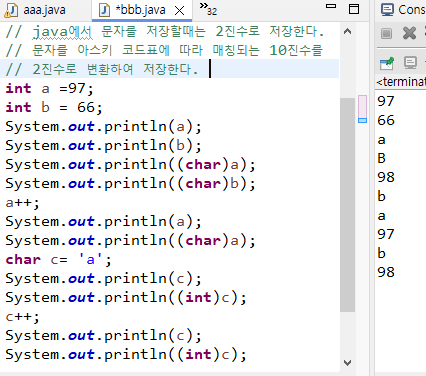 aaa.java
*bbb.java
32
Cons
// java에서 문자를 저장할때는 2진수로 저장한다.
// 문자를 아스키 코드표에 따라 매칭되는 10진수를
// 2진수로 변환하여 저장한다.
int a =97;
int b = 66;
System.out.println(a);
System.out.println(b);
System.out.println((char)a);
System.out.println((char)b);
a++;
System.out.println(a);
System.out.println((char)a);
char c= 'a';
System.out.println(c);
System.out.println((int)c);
c++;
System.out.println(c);
System.out.println((int)c);
<terminat
97
66
a
B
98
b
a
97
b
98